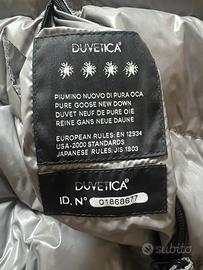 DUVETICA
PIUMINO NUOVO DI PURA OCA
PURE GOOSE NEW DOWN
DUVET NEUF DE PURE OIE
REINE GANS NEUE DAUNE
EUROPEAN RULES: EN 12934
USA-2000 STANDARDS
JAPANESE RULES: JIS 1903
DUVETICA®
ID. N° 01868677
subito